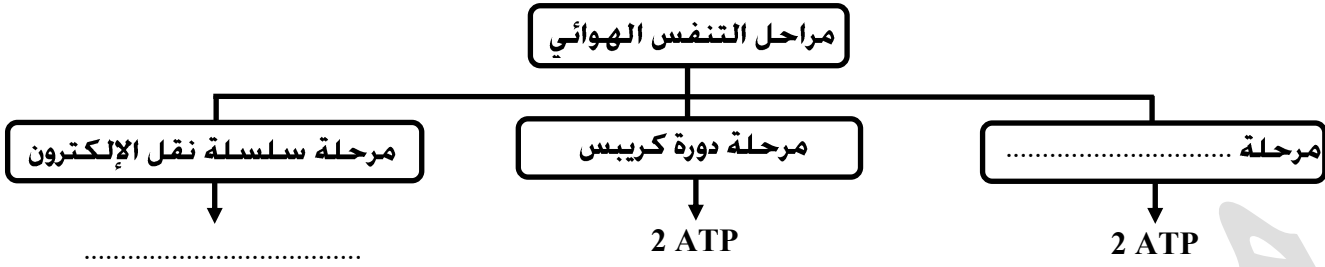 مراحل التنفس الهوائي
مرحلة ..............................
مرحلة دورة كريبس
مرحلة سلسلة نقل الإلكترون
2 ATP
2 ATP
.....................................